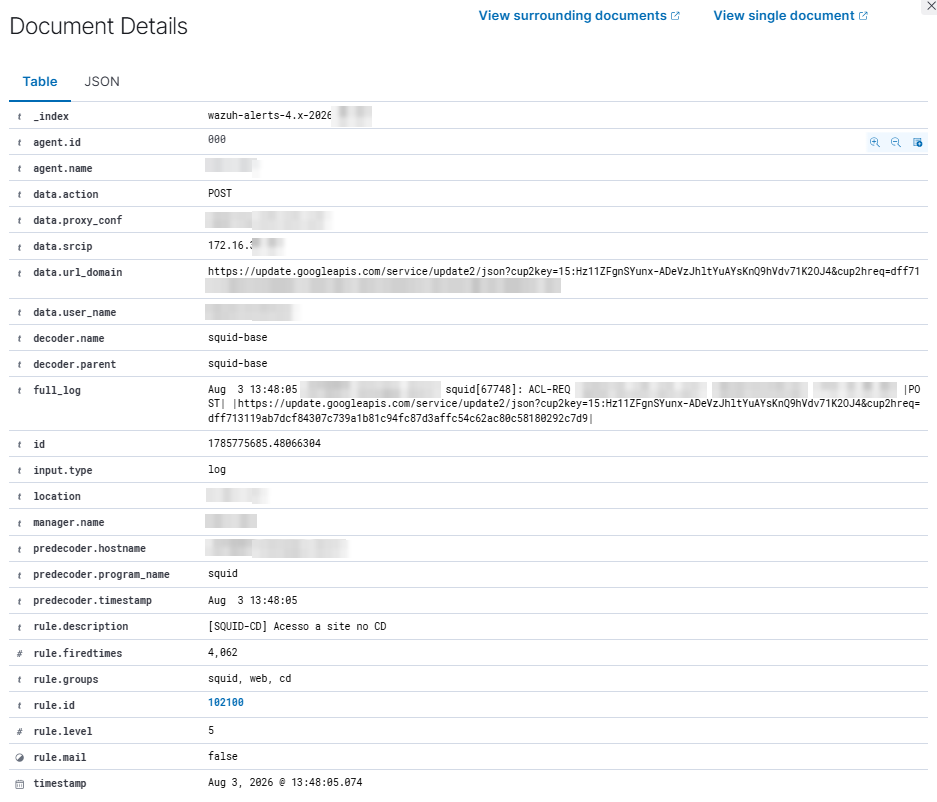 Document Details
View surrounding documents
View single document
Table
JSON
t _index wazuh-alerts-4.x-2026
t agent.id 000
t agent.name
t data.action POST
t data.proxy_conf
t data.srcip 172.16.
t data.url_domain https://update.googleapis.com/service/update2/json?cup2key=15:Hz11ZFgnSYunx-ADeVzJhltYuAYsKnQ9hVdv71K2OJ4&cup2hreq=dff71
t data.user_name
t decoder.name squid-base
t decoder.parent squid-base
t full_log Aug 3 13:48:05 squid[67748]: ACL-REQ |PO
ST| |https://update.googleapis.com/service/update2/json?cup2key=15:Hz11ZFgnSYunx-ADeVzJhltYuAYsKnQ9hVdv71K2OJ4&cup2hreq=
dff713119ab7dcf84307c739a1b81c94fc87d3affc54c62ac80c58180292c7d9|
t id 1785775685.48066304
t input.type log
t location
t manager.name
t predecoder.hostname
t predecoder.program_name squid
t predecoder.timestamp Aug 3 13:48:05
t rule.description [SQUID-CD] Acesso a site no CD
# rule.firedtimes 4,062
t rule.groups squid, web, cd
t rule.id 102100
# rule.level 5
rule.mail false
timestamp Aug 3, 2026 @ 13:48:05.074